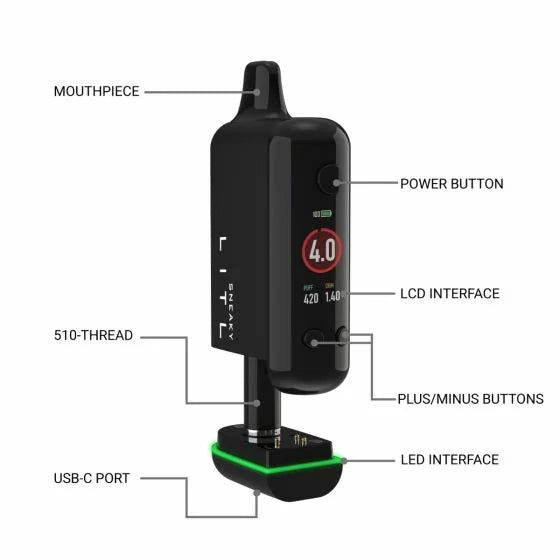 MOUTHPIECE
POWER BUTTON
100
4.0
PUFF OHM
420 1.40
LCD INTERFACE
LITL
SNEAKY
510-THREAD
PLUS/MINUS BUTTONS
LED INTERFACE
USB-C PORT